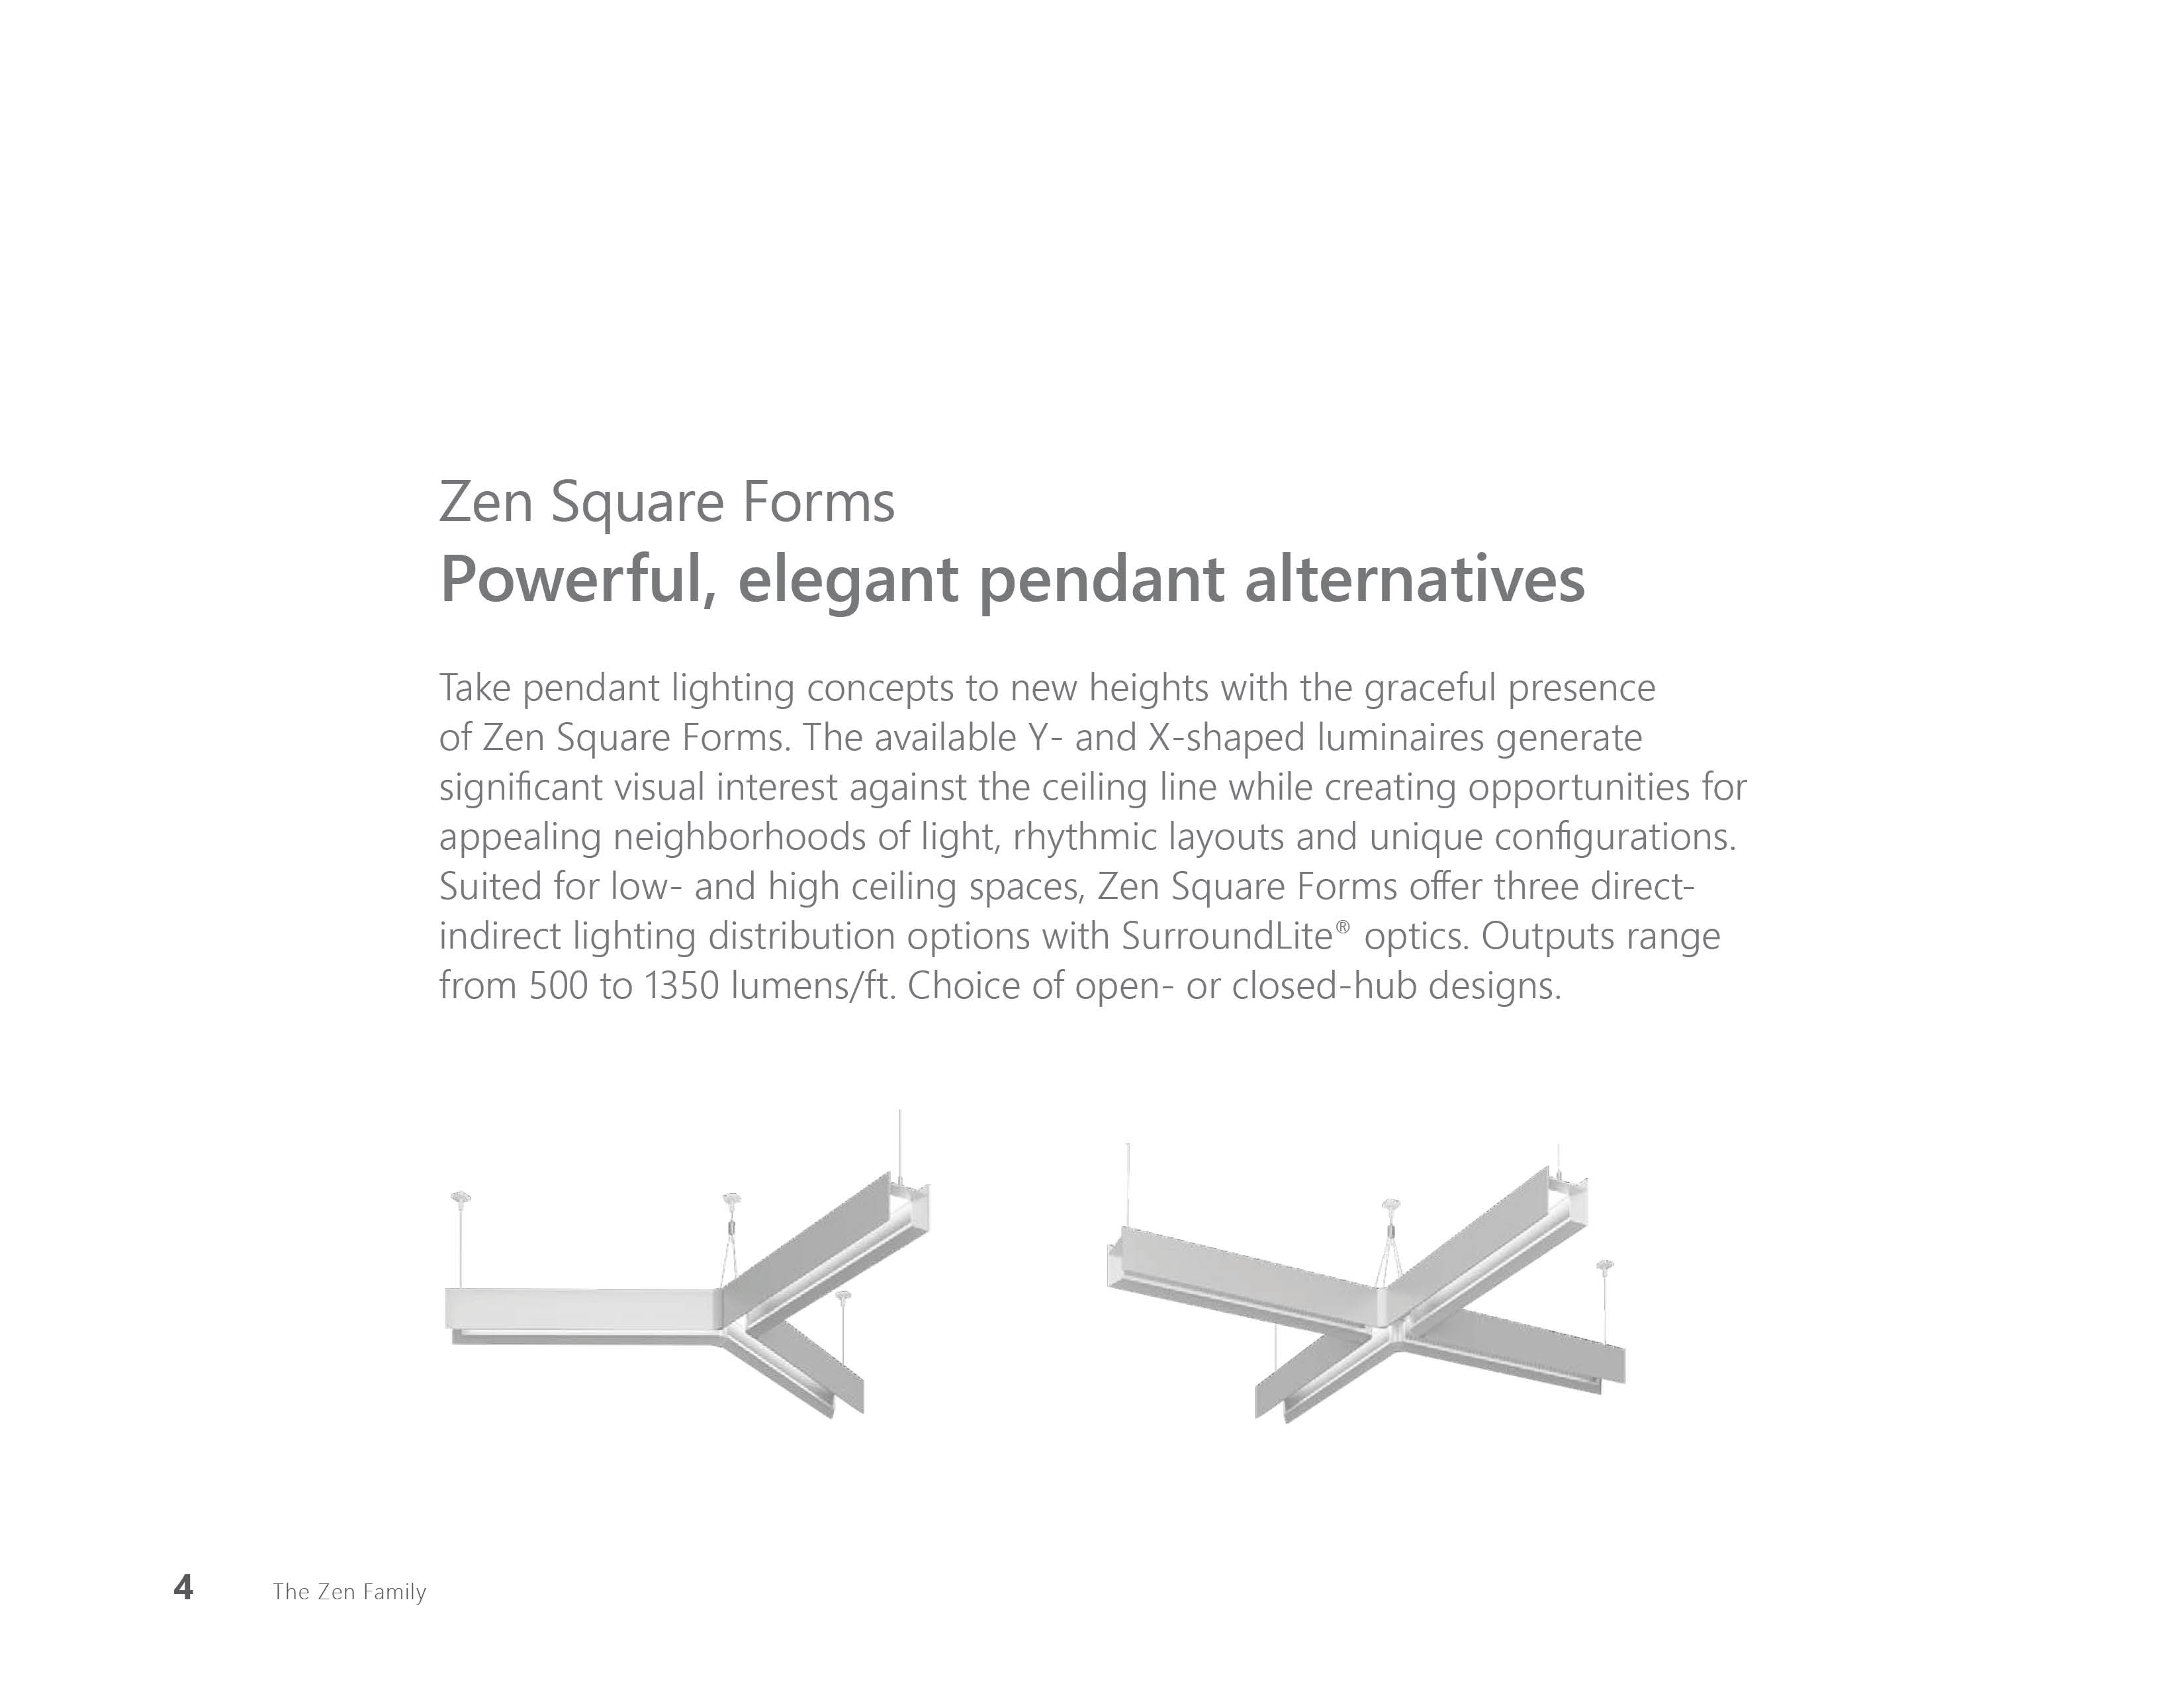 Zen Square Forms
Powerful, elegant pendant alternatives
Take pendant lighting concepts to new heights with the graceful presence
of Zen Square Forms. The available Y- and X-shaped luminaires generate
significant visual interest against the ceiling line while creating opportunities for
appealing neighborhoods of light, rhythmic layouts and unique configurations.
Suited for low- and high ceiling spaces, Zen Square Forms offer three direct-
indirect lighting distribution options with SurroundLite® optics. Outputs range
from 500 to 1350 lumens/ft. Choice of open- or closed-hub designs.
4 The Zen Family